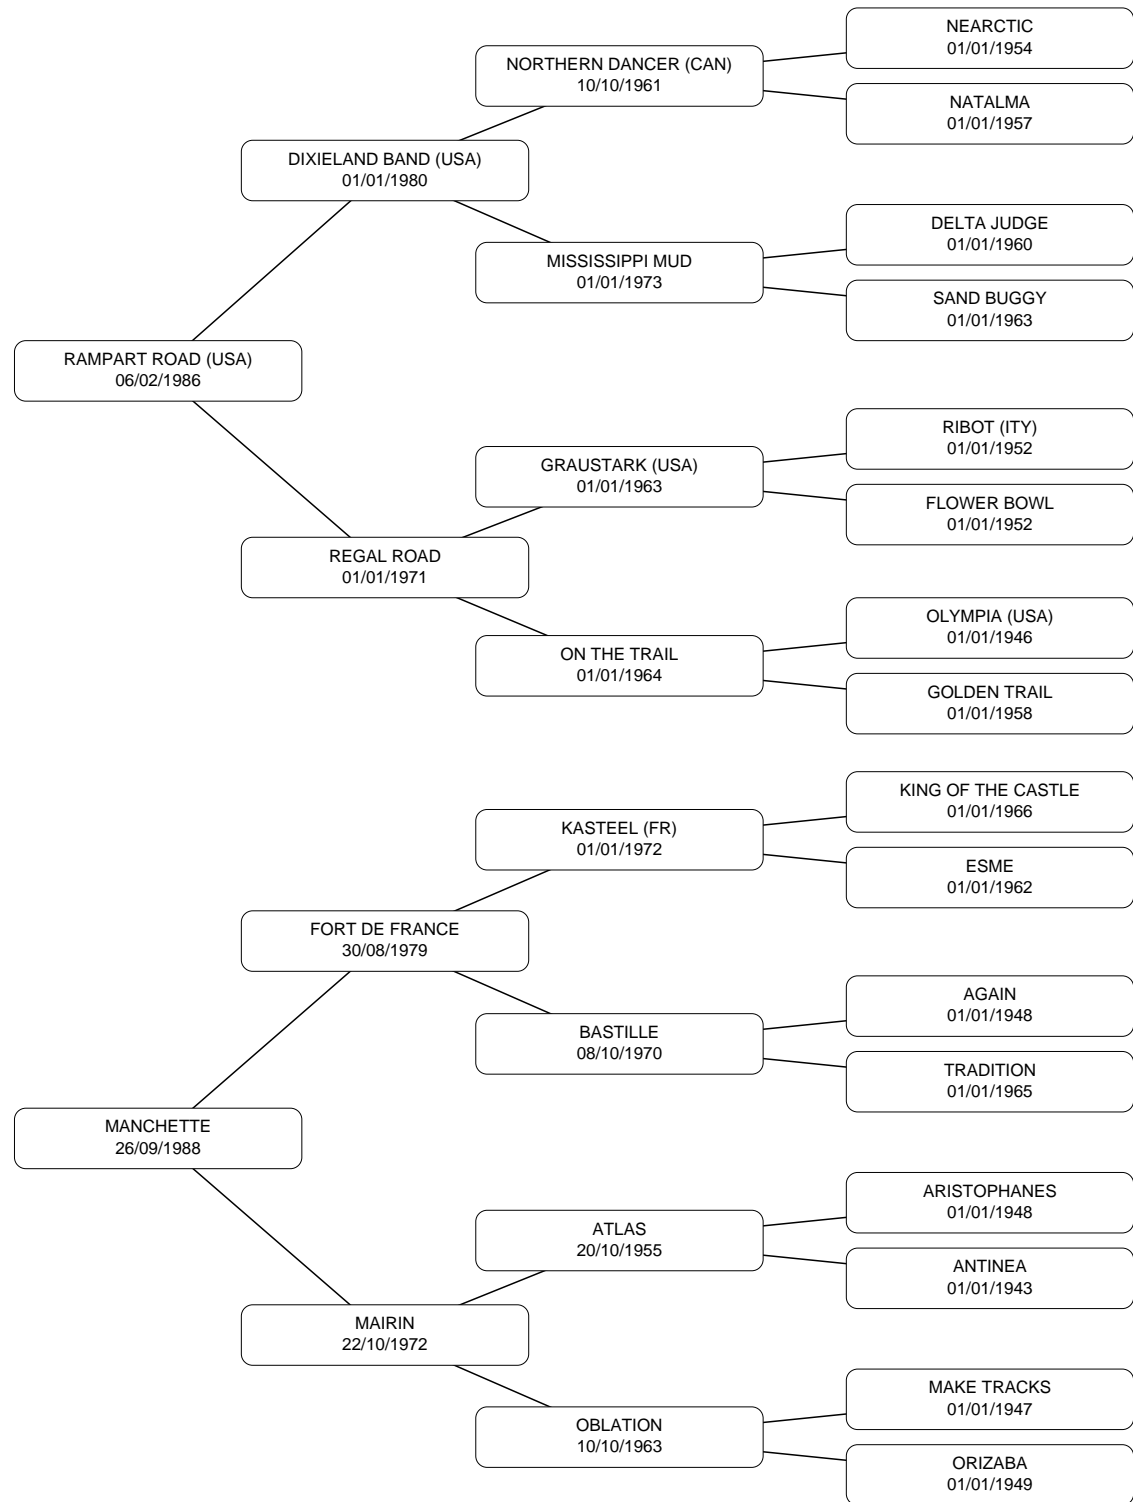 NEARCTIC
01/01/1954
NORTHERN DANCER (CAN)
10/10/1961
NATALMA
01/01/1957
DIXIELAND BAND (USA)
01/01/1980
DELTA JUDGE
01/01/1960
MISSISSIPPI MUD
01/01/1973
SAND BUGGY
01/01/1963
RAMPART ROAD (USA)
06/02/1986
RIBOT (ITY)
01/01/1952
GRAUSTARK (USA)
01/01/1963
FLOWER BOWL
01/01/1952
REGAL ROAD
01/01/1971
OLYMPIA (USA)
01/01/1946
ON THE TRAIL
01/01/1964
GOLDEN TRAIL
01/01/1958
KING OF THE CASTLE
01/01/1966
KASTEEL (FR)
01/01/1972
ESME
01/01/1962
FORT DE FRANCE
30/08/1979
AGAIN
01/01/1948
BASTILLE
08/10/1970
TRADITION
01/01/1965
MANCHETTE
26/09/1988
ARISTOPHANES
01/01/1948
ATLAS
20/10/1955
ANTINEA
01/01/1943
MAIRIN
22/10/1972
MAKE TRACKS
01/01/1947
OBLATION
10/10/1963
ORIZABA
01/01/1949